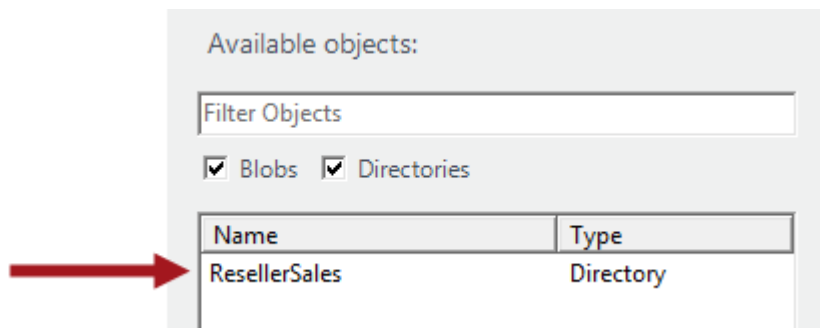 Available objects:
Filter Objects
Blobs Directories
Name Type
ResellerSales Directory